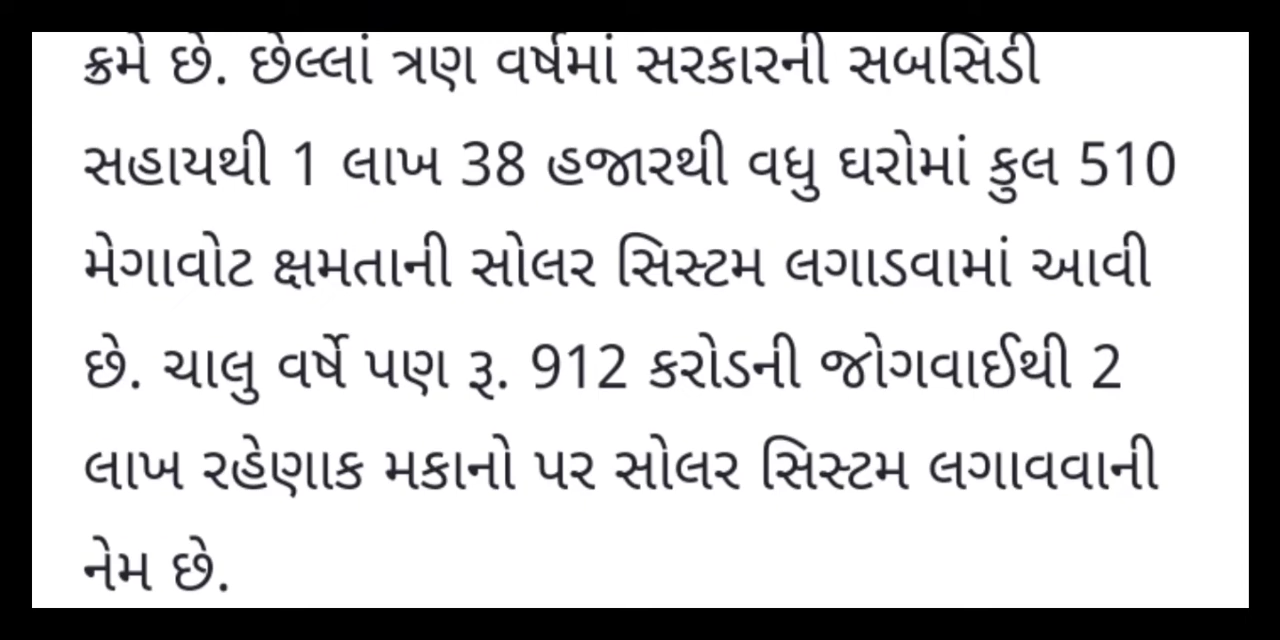 ક્રમે છે. છેલ્લાં ત્રણ વર્ષમાં સરકારની સબસિડી
સહાયથી 1 લાખ 38 હજારથી વધુ ઘરોમાં કુલ 510
મેગાવોટ ક્ષમતાની સોલર સિસ્ટમ લગાડવામાં આવી
છે. ચાલુ વર્ષે પણ રૂ. 912 કરોડની જોગવાઈથી 2
લાખ રહેણાક મકાનો પર સોલર સિસ્ટમ લગાવવાની
નેમ છે.